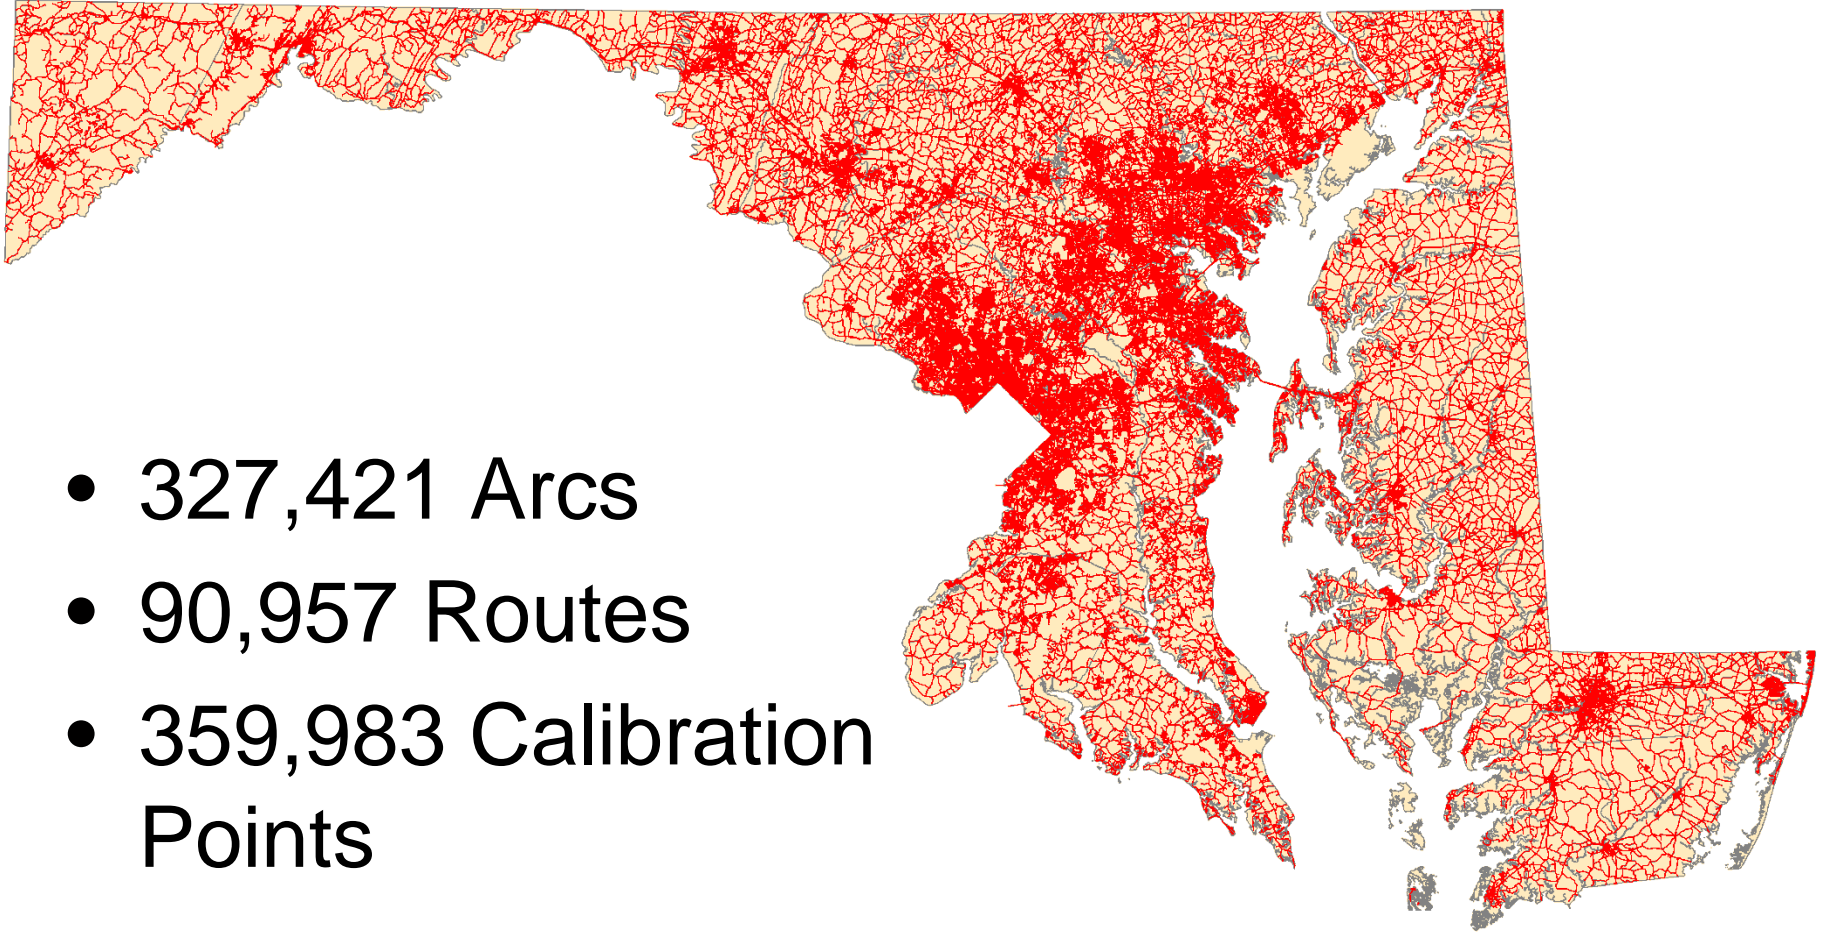 • 327,421 Arcs
• 90,957 Routes
• 359,983 Calibration
Points